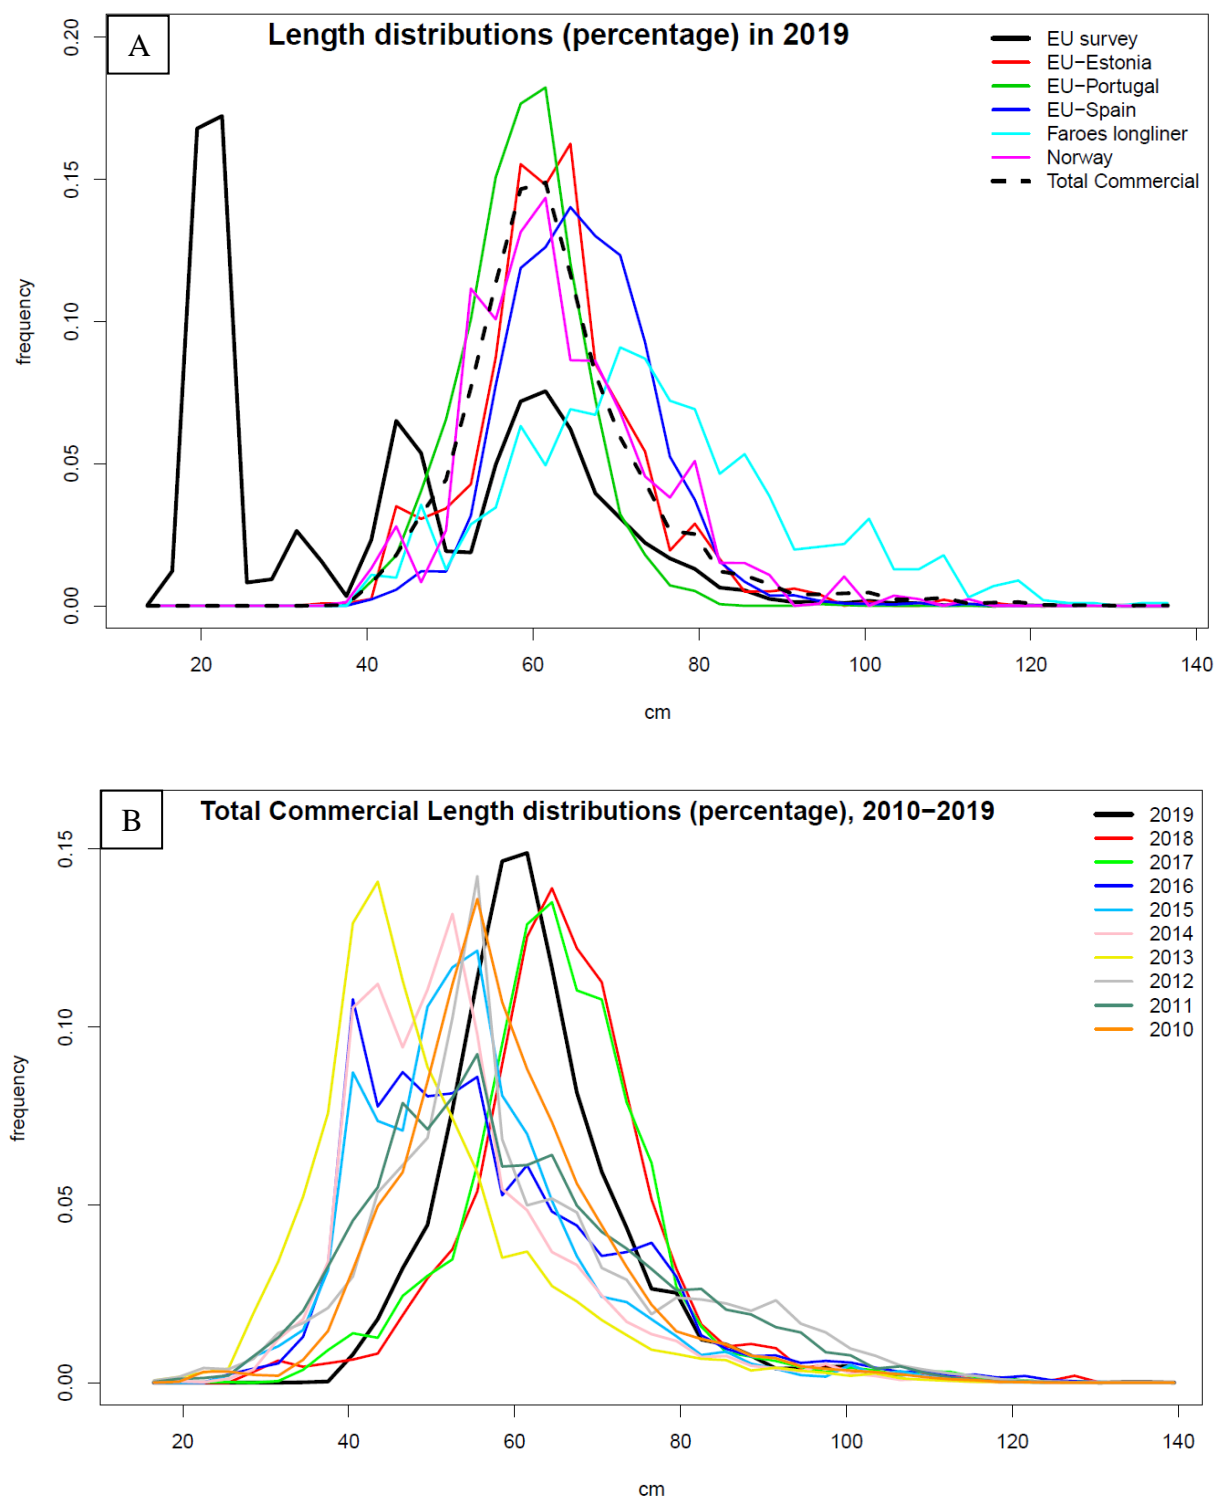 A
Length distributions (percentage) in 2019
EU survey
EU−Estonia
EU−Portugal
EU−Spain
Faroes longliner
Norway
Total Commercial
0.20
0.15
0.10
0.05
0.00
frequency
20 40 60 80 100 120 140
cm
B
Total Commercial Length distributions (percentage), 2010−2019
2019
2018
2017
2016
2015
2014
2013
2012
2011
2010
0.15
0.10
0.05
0.00
frequency
20 40 60 80 100 120 140
cm